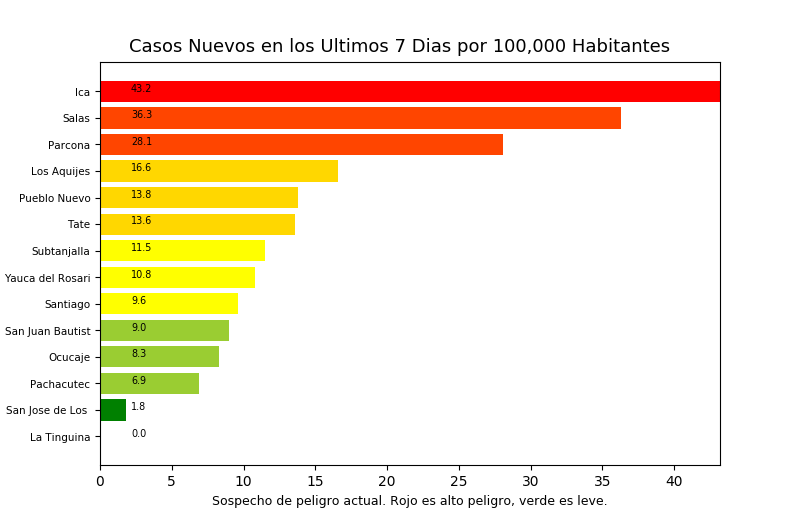 Casos Nuevos en los Ultimos 7 Dias por 100,000 Habitantes
Ica 43.2
Salas 36.3
Parcona 28.1
Los Aquijes 16.6
Pueblo Nuevo 13.8
Tate 13.6
Subtanjalla 11.5
Yauca del Rosari 10.8
Santiago 9.6
San Juan Bautist 9.0
Ocucaje 8.3
Pachacutec 6.9
San Jose de Los 1.8
La Tinguina 0.0
0 5 10 15 20 25 30 35 40
Sospecho de peligro actual. Rojo es alto peligro, verde es leve.